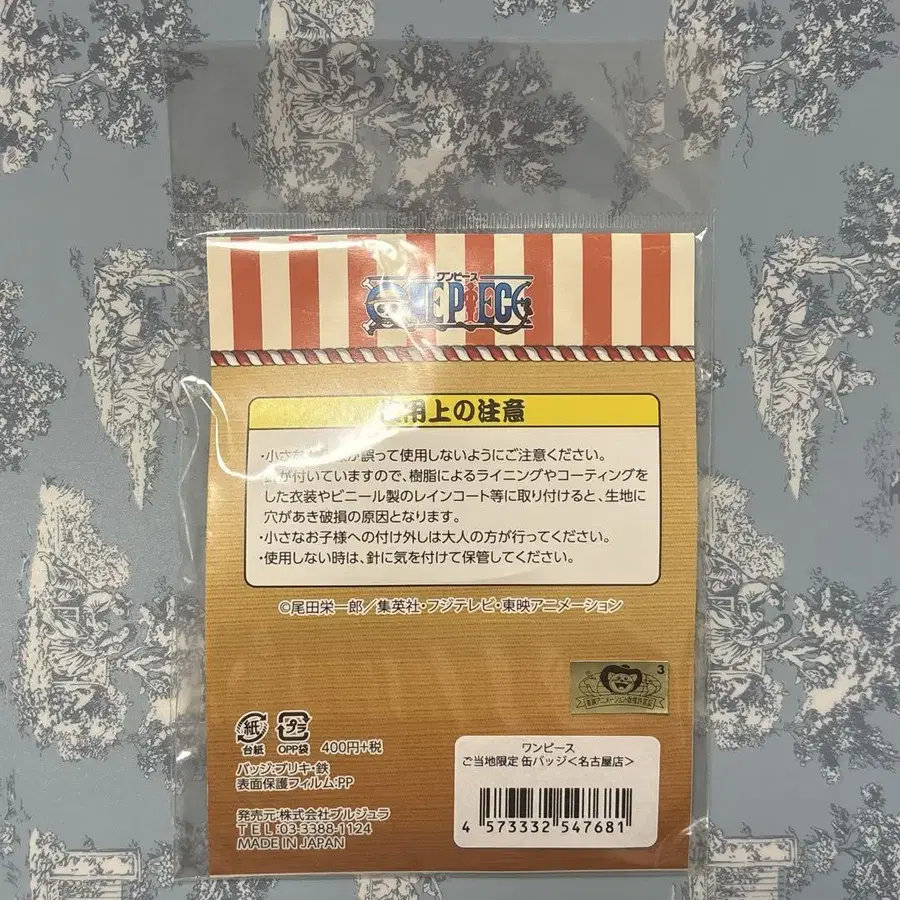 ワンピース
ONE PIECE
使用上の注意
・小さなお子様が誤って使用しないようにご注意ください。
・針が付いていますので、樹脂によるライニングやコーティングを
した衣装やビニール製のレインコート等に取り付けると、生地に
穴があき破損の原因となります。
・小さなお子様への付け外しは大人の方が行ってください。
・使用しない時は、針に気を付けて保管してください。
©尾田栄一郎／集英社・フジテレビ・東映アニメーション
3
紙
台紙
プラ
OPP袋
400円+税
バッジ:ブリキ・鉄
表面保護フィルム:PP
発売元:株式会社ブルジュラ
TEL:03-3388-1124
MADE IN JAPAN
ワンピース
ご当地限定 缶バッジ<名古屋店>
4 573332 547681